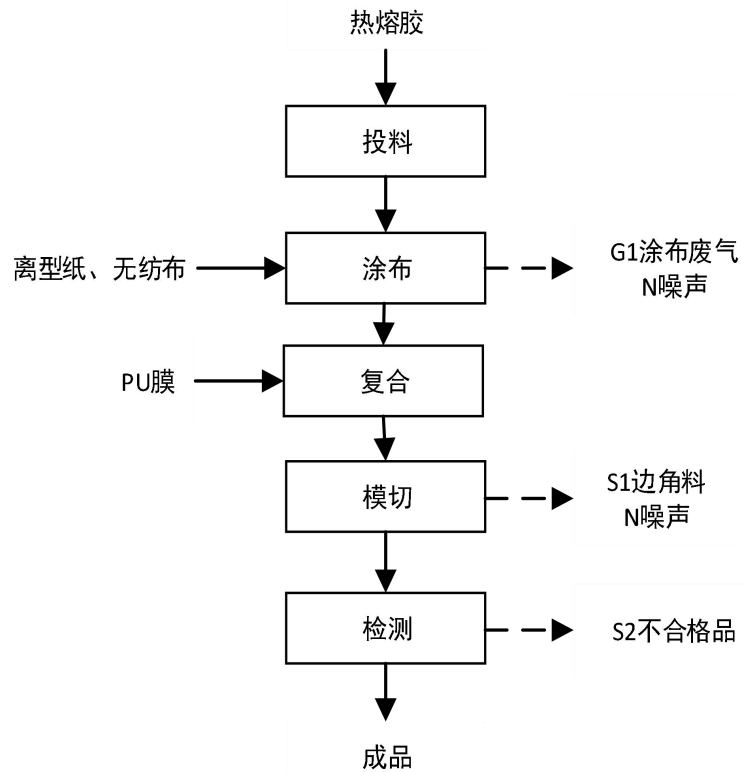 热熔胶
投料
离型纸、无纺布
涂布
G1涂布废气
N噪声
PU膜
复合
模切
S1边角料
N噪声
检测
S2不合格品
成品